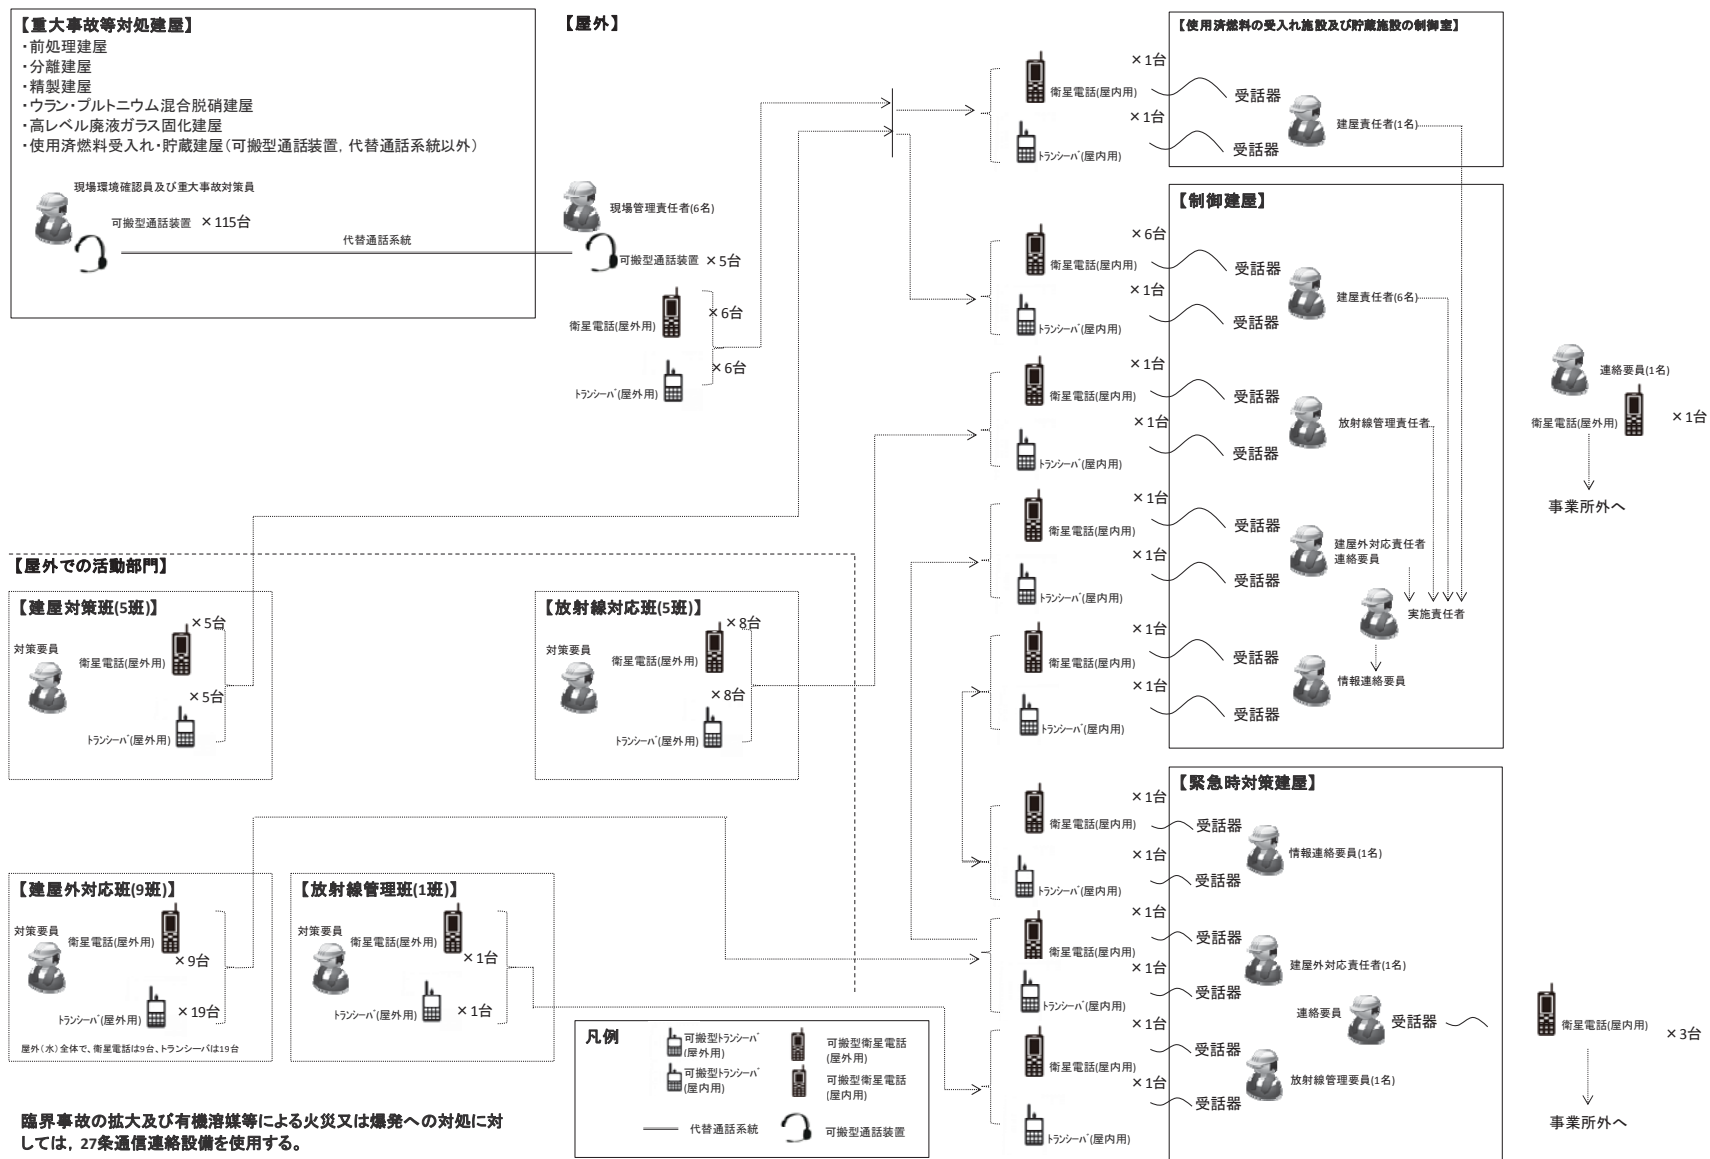 【重大事故等対処建屋】
・前処理建屋
・分離建屋
・精製建屋
・ウラン・プルトニウム混合脱硝建屋
・高レベル廃液ガラス固化建屋
・使用済燃料受入れ・貯蔵建屋(可搬型通話装置, 代替通話系統以外)
現場環境確認員及び重大事故対策員
可搬型通話装置 ×115台
代替通話系統
【屋外】
現場管理責任者(6名)
可搬型通話装置 ×5台
衛星電話(屋外用)
×6台
×6台
トランシーバ(屋外用)
【屋外での活動部門】
【建屋対策班(5班)】
×5台
対策要員
衛星電話(屋外用)
×5台
トランシーバ(屋外用)
【放射線対応班(5班)】
×8台
対策要員
衛星電話(屋外用)
×8台
トランシーバ(屋外用)
【建屋外対応班(9班)】
対策要員
衛星電話(屋外用)
×9台
トランシーバ(屋外用)
×19台
屋外(水)全体で、衛星電話は9台、トランシーバは19台
【放射線管理班(1班)】
対策要員
衛星電話(屋外用)
×1台
トランシーバ(屋外用)
×1台
臨界事故の拡大及び有機溶媒等による火災又は爆発への対処に対
しては, 27条通信連絡設備を使用する。
凡例
可搬型トランシーバ
(屋外用)
可搬型衛星電話
(屋外用)
可搬型トランシーバ
(屋内用)
可搬型衛星電話
(屋内用)
代替通話系統
可搬型通話装置
【使用済燃料の受入れ施設及び貯蔵施設の制御室】
×1台
衛星電話(屋内用)
受話器
×1台
建屋責任者(1名)
トランシーバ(屋内用)
受話器
【制御建屋】
×6台
衛星電話(屋内用)
受話器
×1台
建屋責任者(6名)
トランシーバ(屋内用)
受話器
×1台
衛星電話(屋内用)
受話器
×1台
放射線管理責任者
トランシーバ(屋内用)
受話器
×1台
衛星電話(屋内用)
受話器
×1台
建屋外対応責任者
連絡要員
トランシーバ(屋内用)
受話器
実施責任者
×1台
衛星電話(屋内用)
受話器
×1台
情報連絡要員
トランシーバ(屋内用)
受話器
【緊急時対策建屋】
×1台
衛星電話(屋内用)
受話器
×1台
情報連絡要員(1名)
トランシーバ(屋内用)
受話器
×1台
衛星電話(屋内用)
受話器
×1台
建屋外対応責任者(1名)
トランシーバ(屋内用)
受話器
連絡要員
受話器
×1台
衛星電話(屋内用)
受話器
×1台
放射線管理要員(1名)
トランシーバ(屋内用)
受話器
連絡要員(1名)
衛星電話(屋外用)
×1台
事業所外へ
衛星電話(屋内用)
×3台
事業所外へ